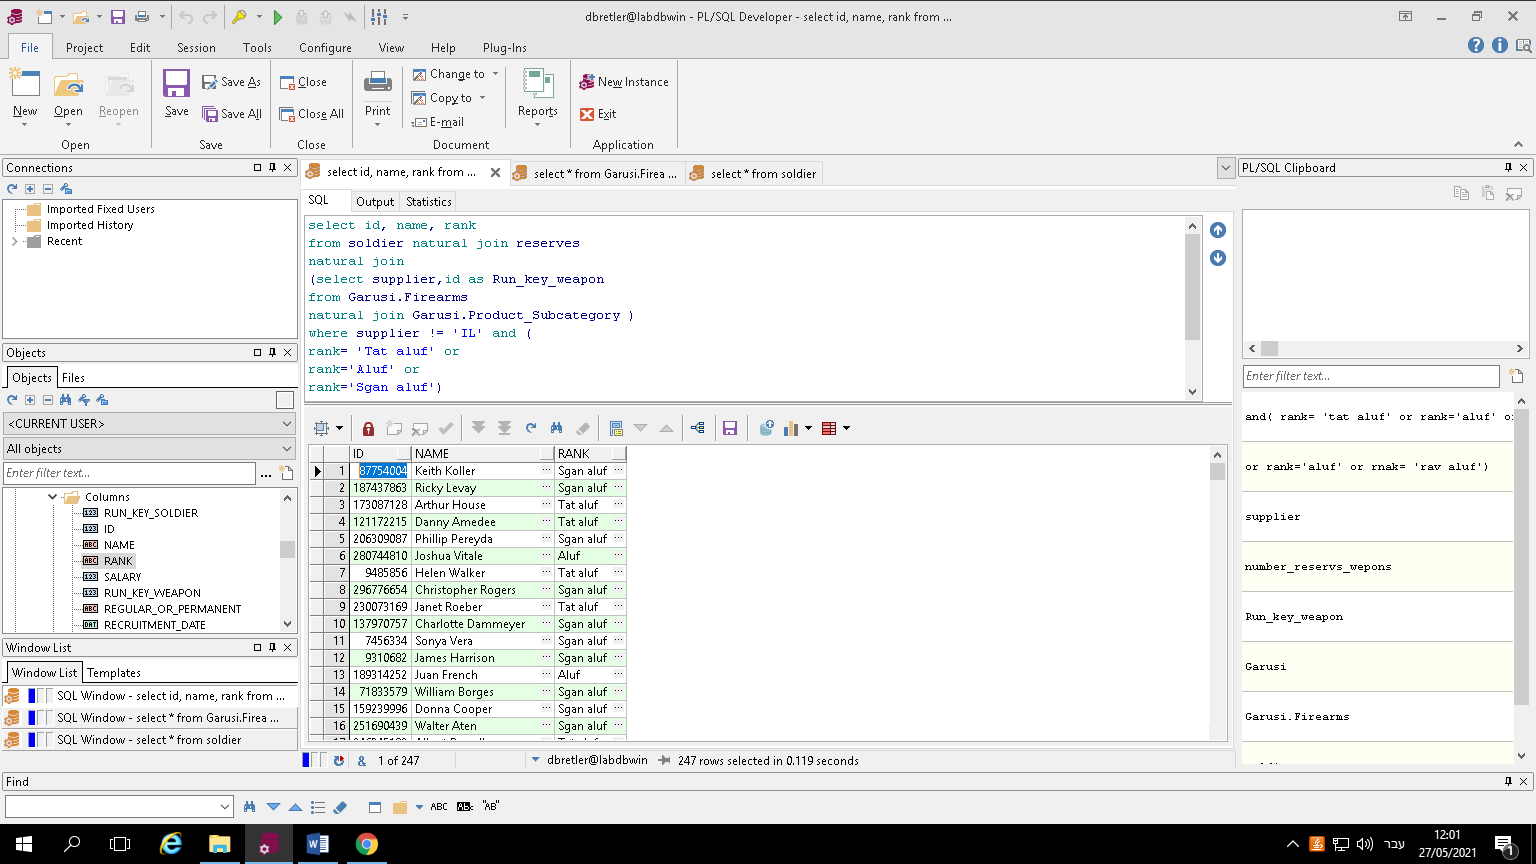 dbretler@labdbwin - PL/SQL Developer - select id, name, rank from ...
File Project Edit Session Tools Configure View Help Plug-Ins
New Open Reopen Save Save As Save All Close Close All Print Change to Copy to E-mail Reports New Instance Exit
Open Save Close Document Application
Connections
Imported Fixed Users
Imported History
Recent
Objects
Objects Files
<CURRENT USER>
All objects
Enter filter text...
Columns
RUN_KEY_SOLDIER
ID
NAME
RANK
SALARY
RUN_KEY_WEAPON
REGULAR_OR_PERMANENT
RECRUITMENT_DATE
Window List
Window List Templates
SQL Window - select id, name, rank from ...
SQL Window - select * from Garusi.Firea ...
SQL Window - select * from soldier
select id, name, rank from ... select * from Garusi.Firea ... select * from soldier
SQL Output Statistics
select id, name, rank
from soldier natural join reserves
natural join
(select supplier,id as Run_key_weapon
from Garusi.Firearms
natural join Garusi.Product_Subcategory )
where supplier != 'IL' and (
rank= 'Tat aluf' or
rank='Aluf' or
rank='Sgan aluf')
ID NAME RANK
1 87754004 Keith Koller Sgan aluf
2 187437863 Ricky Levay Sgan aluf
3 173087128 Arthur House Tat aluf
4 121172215 Danny Amedee Tat aluf
5 206309087 Phillip Pereyda Sgan aluf
6 280744810 Joshua Vitale Aluf
7 9485856 Helen Walker Tat aluf
8 296776654 Christopher Rogers Sgan aluf
9 230073169 Janet Roeber Tat aluf
10 137970757 Charlotte Dammeyer Sgan aluf
11 7456334 Sonya Vera Sgan aluf
12 9310682 James Harrison Sgan aluf
13 189314252 Juan French Aluf
14 71833579 William Borges Sgan aluf
15 159239996 Donna Cooper Sgan aluf
16 251690439 Walter Aten Sgan aluf
& 1 of 247 dbretler@labdbwin 247 rows selected in 0.119 seconds
PL/SQL Clipboard
Enter filter text...
and( rank= 'tat aluf' or rank='aluf' or
or rank='aluf' or rnak= 'rav aluf')
supplier
number_reservs_wepons
Run_key_weapon
Garusi
Garusi.Firearms
Find
ABC AB "AB"
עבר
12:01
27/05/2021
1